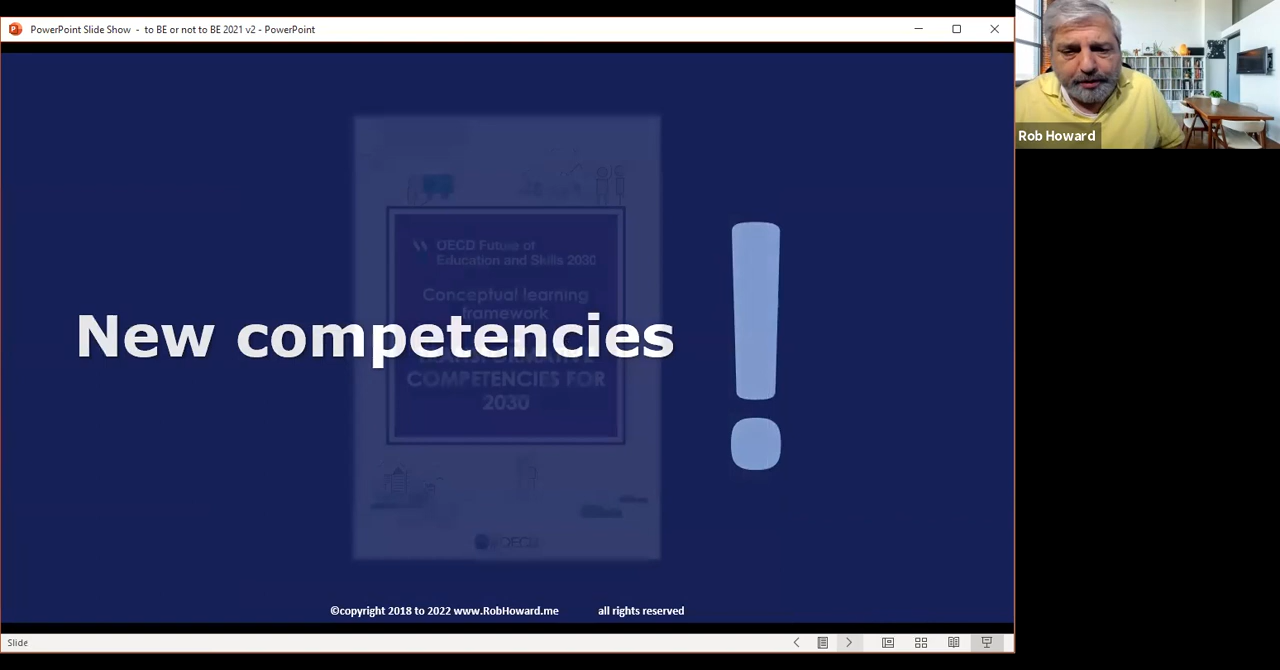 PowerPoint Slide Show - to BE or not to BE 2021 v2 - PowerPoint
Rob Howard
OECD Future of
Education and Skills 2030
Conceptual learning
framework
New competencies
COMPETENCIES FOR
2030
OECD
©copyright 2018 to 2022 www.RobHoward.me all rights reserved
Slide